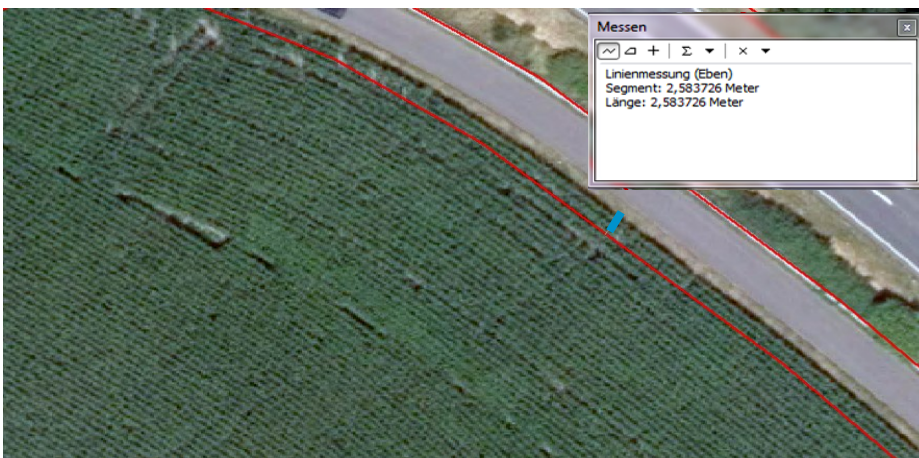 Messen
Linienmessung (Eben)
Segment: 2,583726 Meter
Länge: 2,583726 Meter